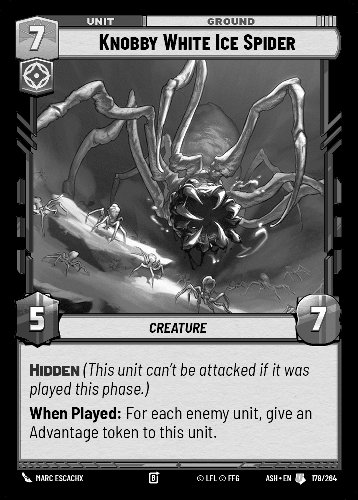 UNIT
GROUND
7
Knobby White Ice Spider
5
CREATURE
7
HIDDEN (This unit can't be attacked if it was
played this phase.)
When Played: For each enemy unit, give an
Advantage token to this unit.
MARC ESCACHX
© LFL © FFG
ASH • EN
178/264